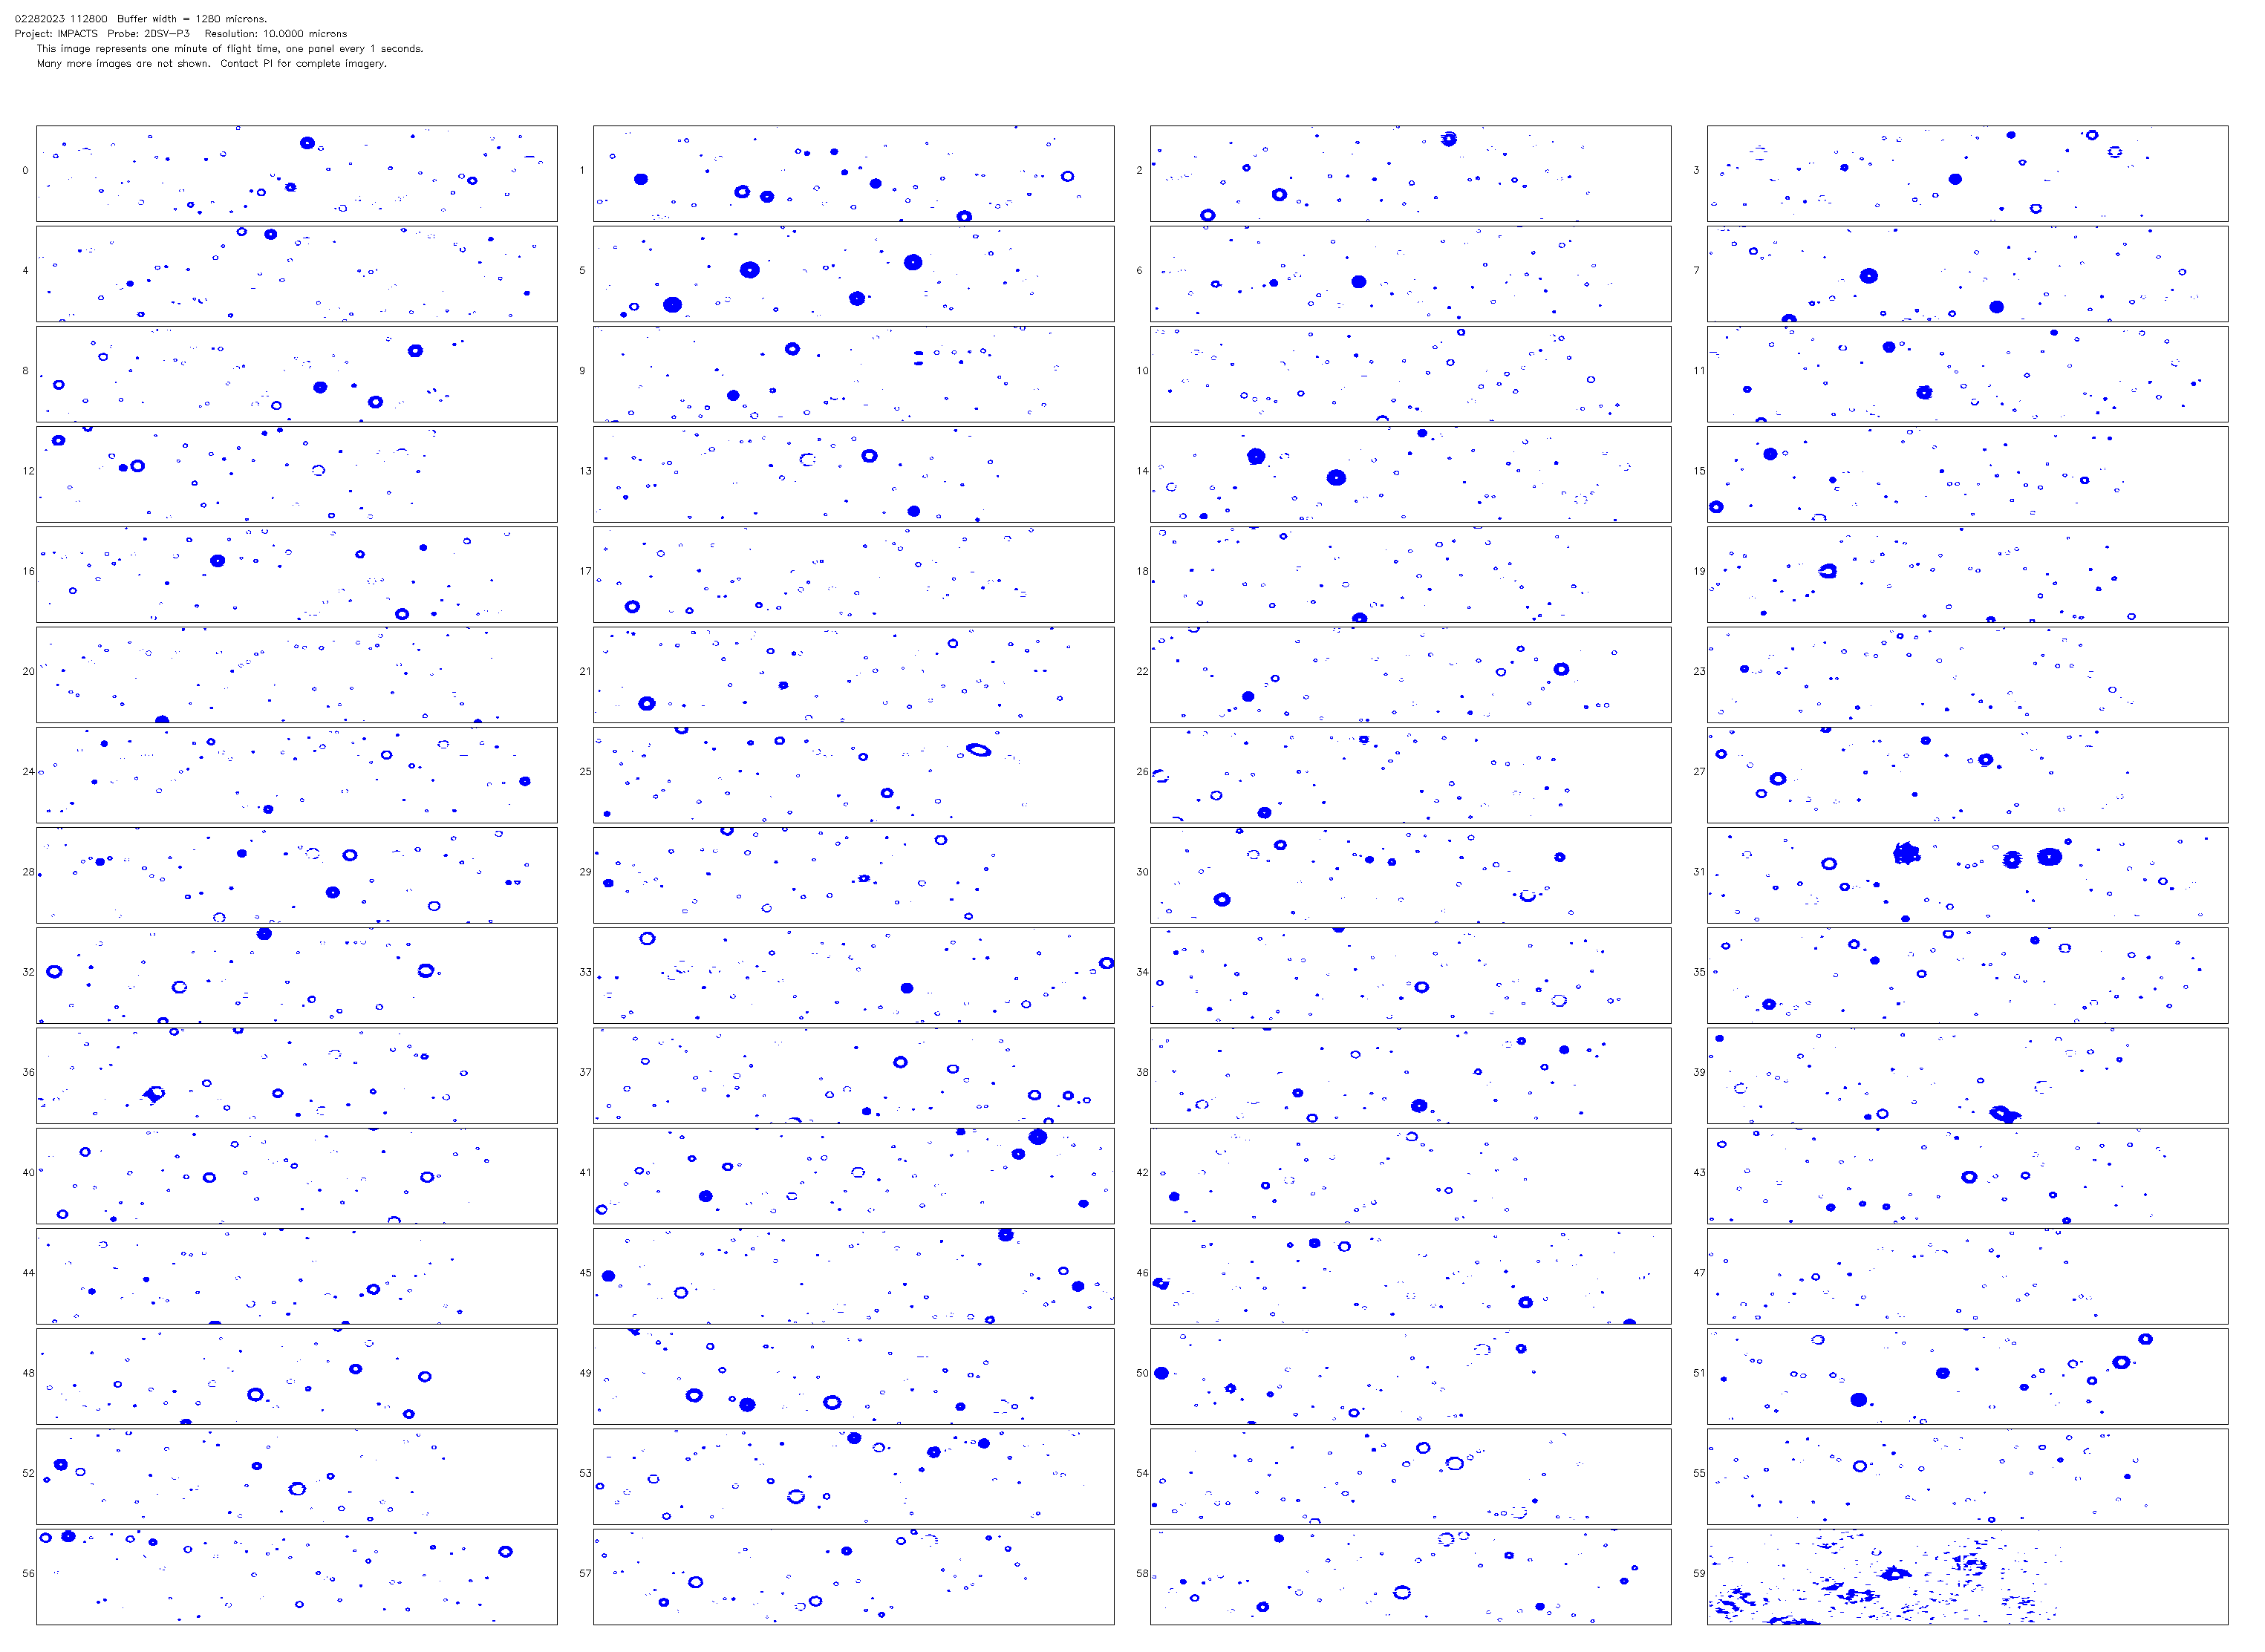 02282023 112800  Buffer width = 1280 microns.
Project: IMPACTS  Probe: 2DSV-P3  Resolution: 10.0000 microns
This image represents one minute of flight time, one panel every 1 seconds.
Many more images are not shown.  Contact PI for complete imagery.
0 1 2 3
4 5 6 7
8 9 10 11
12 13 14 15
16 17 18 19
20 21 22 23
24 25 26 27
28 29 30 31
32 33 34 35
36 37 38 39
40 41 42 43
44 45 46 47
48 49 50 51
52 53 54 55
56 57 58 59